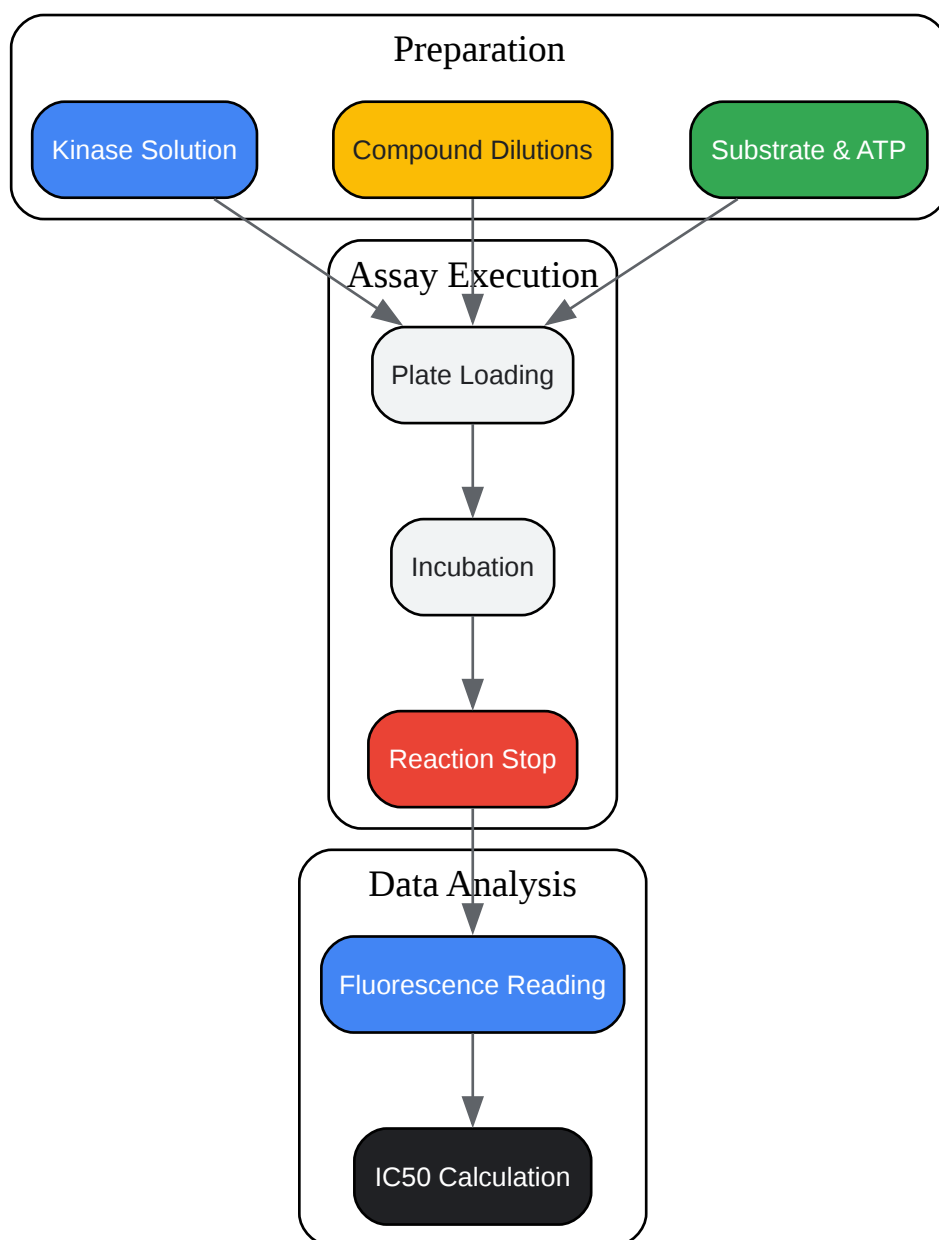 Preparation
Kinase Solution
Compound Dilutions
Substrate & ATP
Assay Execution
Plate Loading
Incubation
Reaction Stop
Data Analysis
Fluorescence Reading
IC50 Calculation